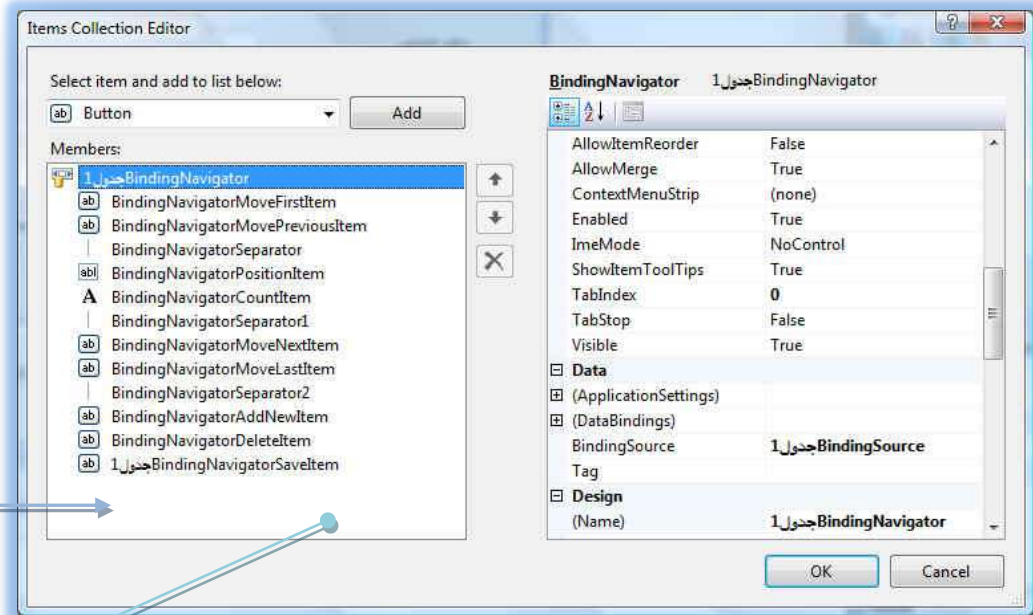 Items Collection Editor
Select item and add to list below:
Button
Add
Members:
جدول1BindingNavigator
BindingNavigatorMoveFirstItem
BindingNavigatorMovePreviousItem
BindingNavigatorSeparator
BindingNavigatorPositionItem
BindingNavigatorCountItem
BindingNavigatorSeparator1
BindingNavigatorMoveNextItem
BindingNavigatorMoveLastItem
BindingNavigatorSeparator2
BindingNavigatorAddNewItem
BindingNavigatorDeleteItem
جدول1BindingNavigatorSaveItem
BindingNavigator جدول1BindingNavigator
AllowItemReorder False
AllowMerge True
ContextMenuStrip (none)
Enabled True
ImeMode NoControl
ShowItemToolTips True
TabIndex 0
TabStop False
Visible True
Data
(ApplicationSettings)
(DataBindings)
BindingSource جدول1BindingSource
Tag
Design
(Name) جدول1BindingNavigator
OK
Cancel